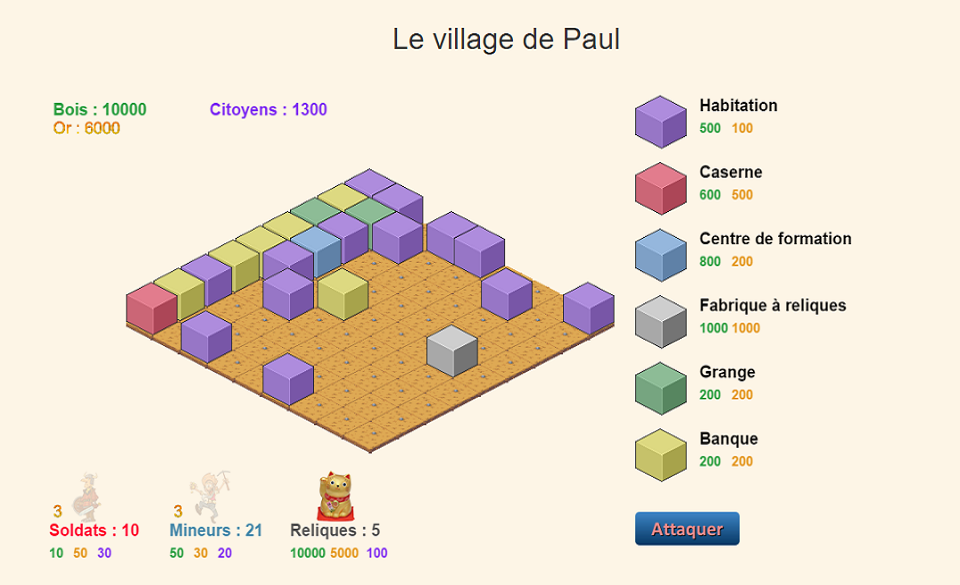 Le village de Paul
Bois : 10000
Citoyens : 1300
Or : 6000
Habitation
500 100
Caserne
600 500
Centre de formation
800 200
Fabrique à reliques
1000 1000
Grange
200 200
Banque
200 200
3
Soldats : 10
10 50 30
3
Mineurs : 21
50 30 20
Reliques : 5
10000 5000 100
Attaquer